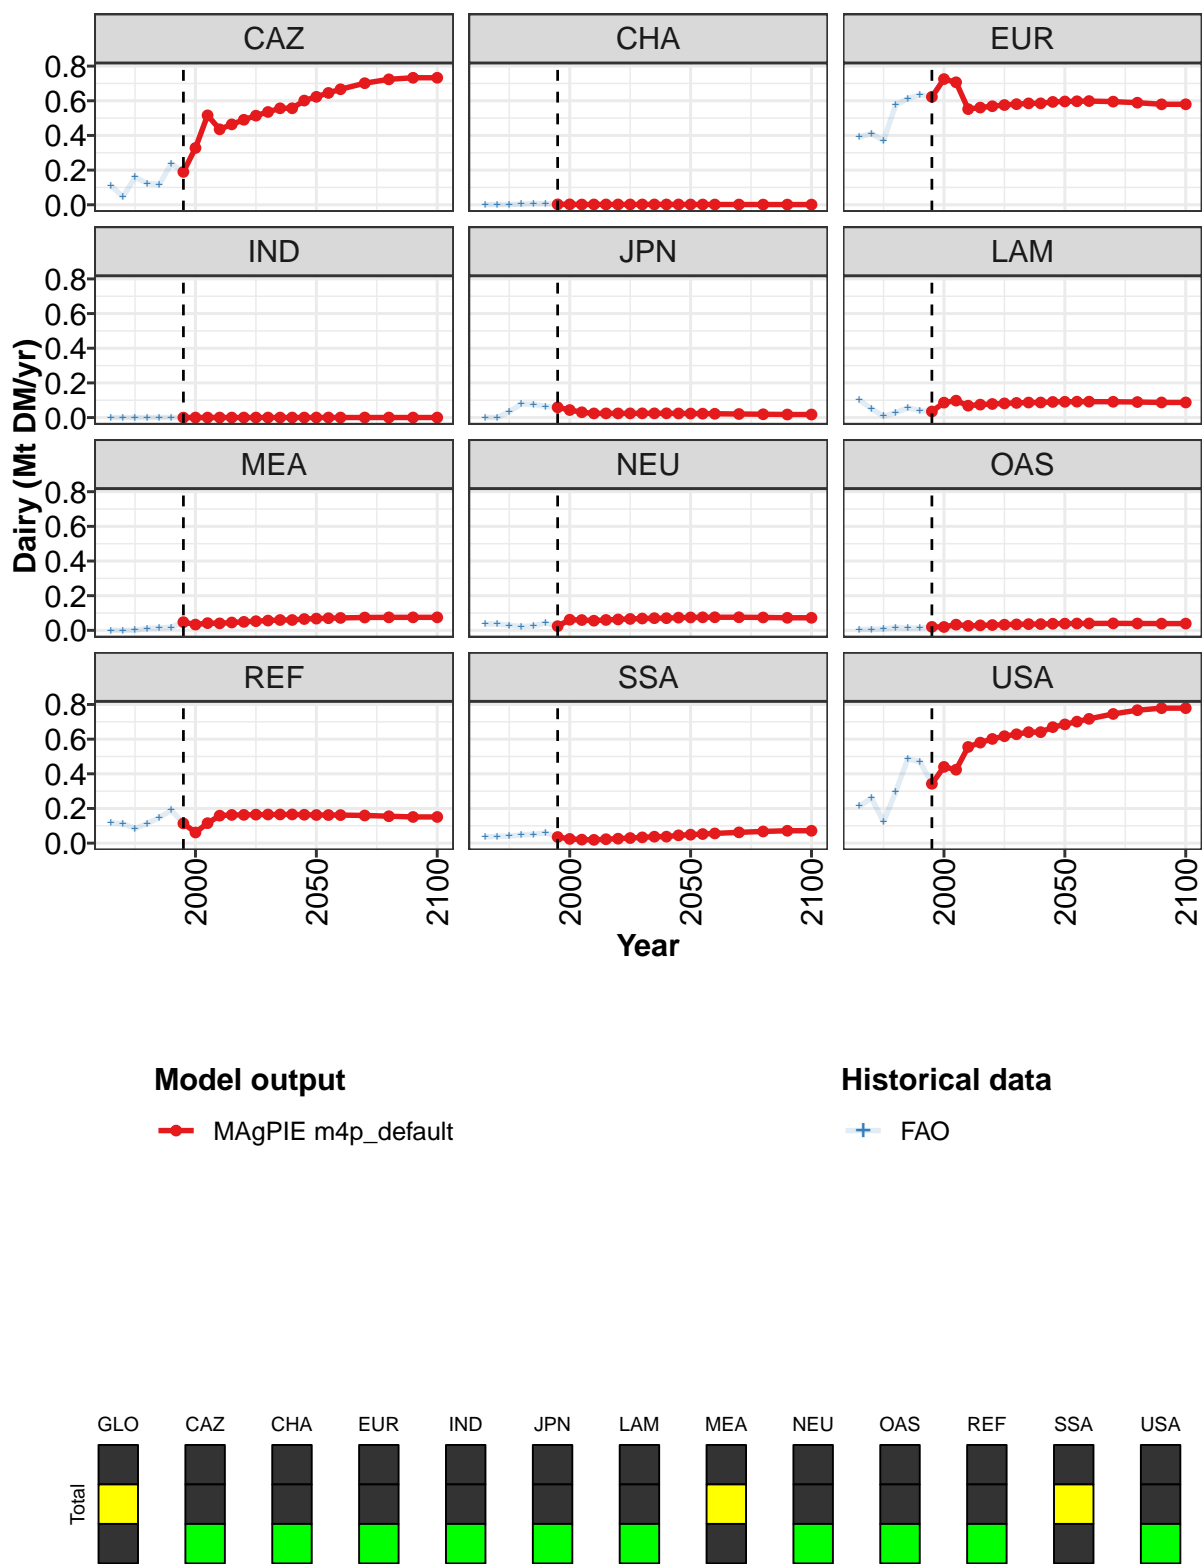 CAZ CHA EUR
0.8
0.6
0.4
0.2
0.0
IND JPN LAM
0.8
0.6
0.4
0.2
0.0
MEA NEU OAS
0.8
0.6
0.4
0.2
0.0
REF SSA USA
0.8
0.6
0.4
0.2
0.0
Dairy (Mt DM/yr)
2000 2050 2100 2000 2050 2100 2000 2050 2100
Year
Model output Historical data
MAgPIE m4p_default FAO
GLO CAZ CHA EUR IND JPN LAM MEA NEU OAS REF SSA USA
Total